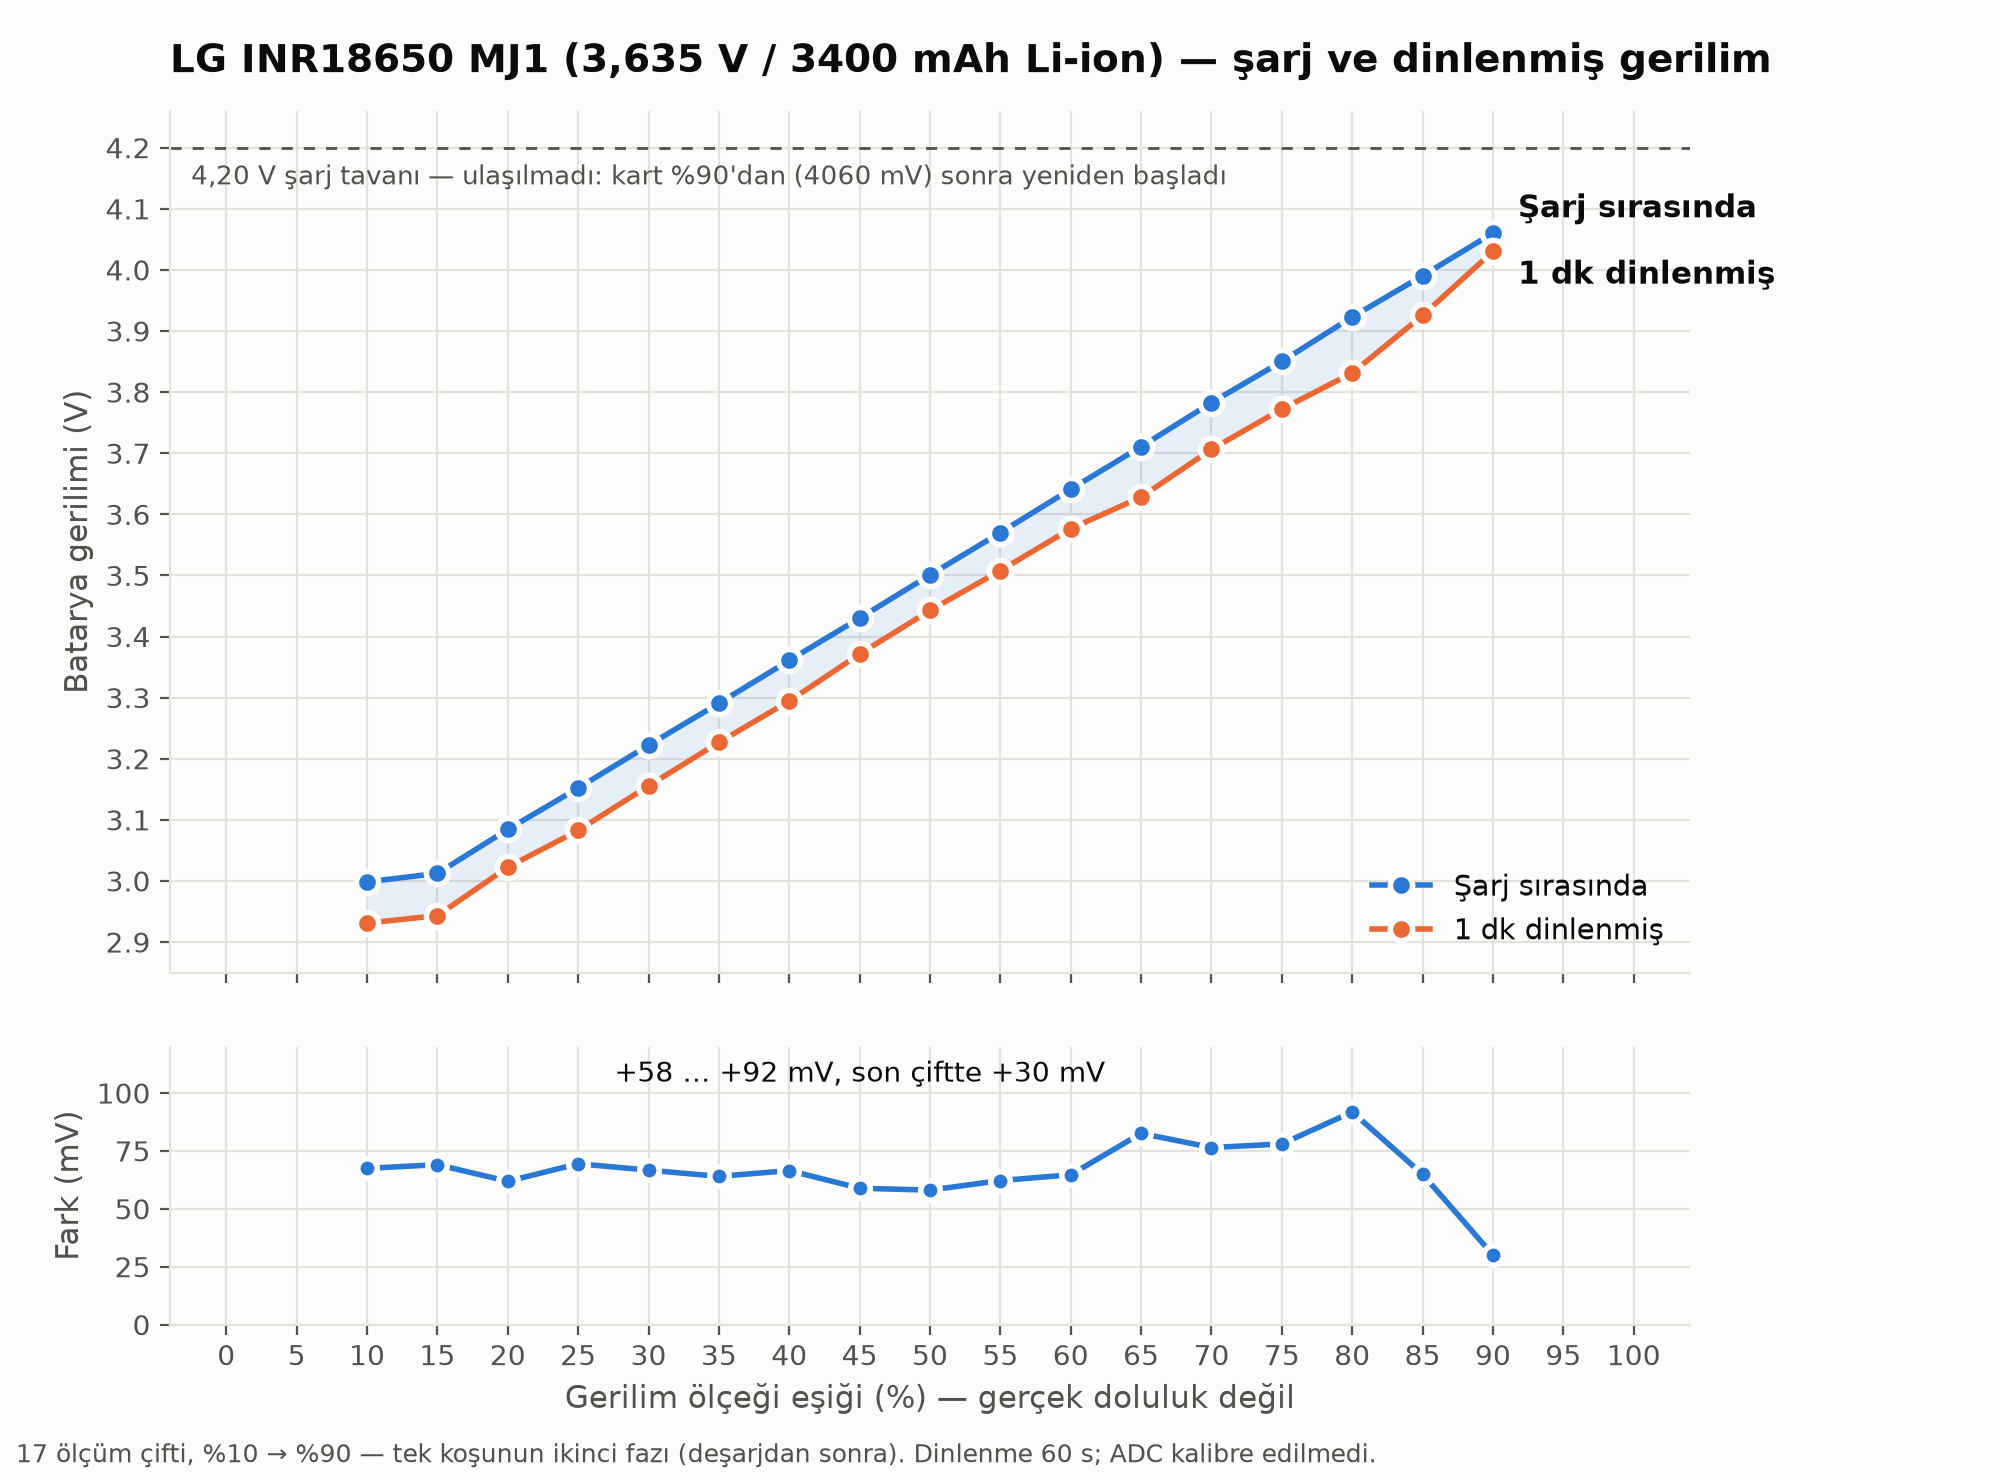 LG INR18650 MJ1 (3,635 V / 3400 mAh Li-ion) — şarj ve dinlenmiş gerilim
4.2
4,20 V şarj tavanı — ulaşılmadı: kart %90'dan (4060 mV) sonra yeniden başladı
4.1
Şarj sırasında
4.0
1 dk dinlenmiş
3.9
3.8
3.7
3.6
3.5
3.4
3.3
3.2
3.1
3.0
2.9
Batarya gerilimi (V)
Şarj sırasında
1 dk dinlenmiş
+58 … +92 mV, son çiftte +30 mV
100
75
50
25
0
Fark (mV)
0 5 10 15 20 25 30 35 40 45 50 55 60 65 70 75 80 85 90 95 100
Gerilim ölçeği eşiği (%) — gerçek doluluk değil
17 ölçüm çifti, %10 → %90 — tek koşunun ikinci fazı (deşarjdan sonra). Dinlenme 60 s; ADC kalibre edilmedi.